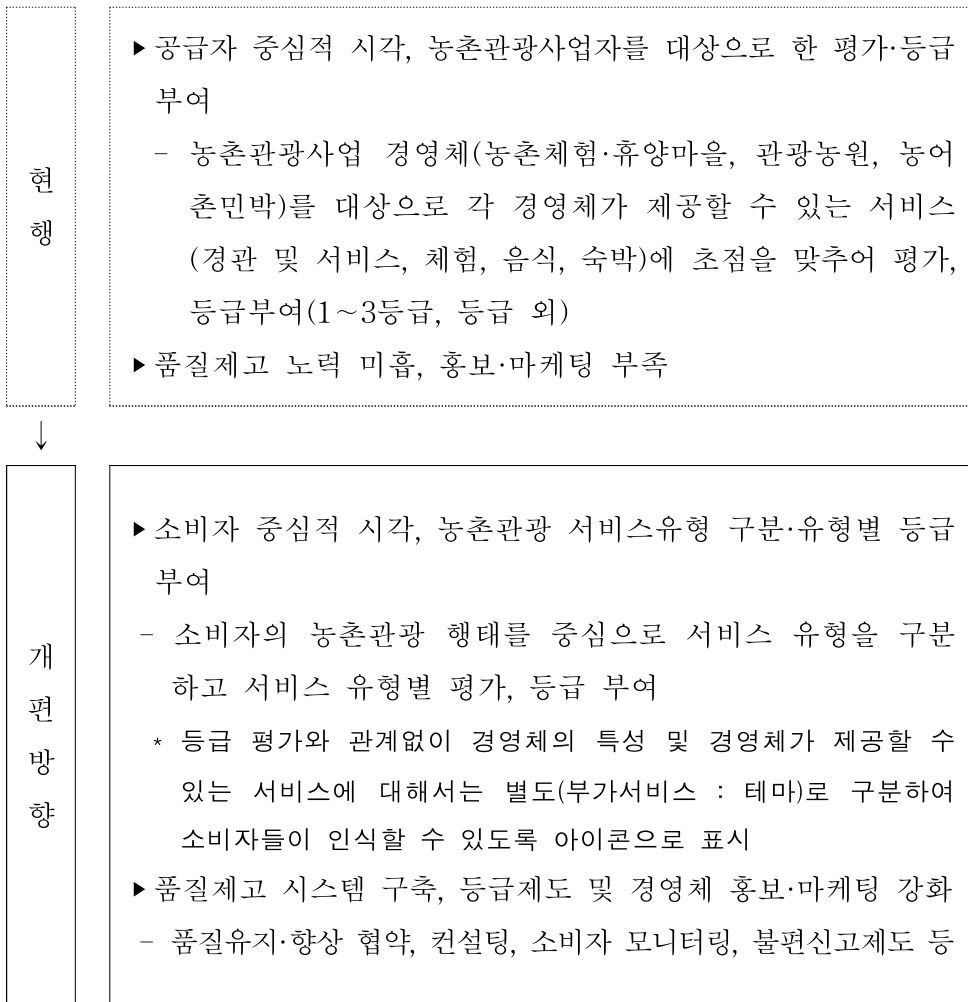 현
행
▶공급자 중심적 시각, 농촌관광사업자를 대상으로 한 평가·등급
부여
- 농촌관광사업 경영체(농촌체험·휴양마을, 관광농원, 농어
촌민박)를 대상으로 각 경영체가 제공할 수 있는 서비스
(경관 및 서비스, 체험, 음식, 숙박)에 초점을 맞추어 평가,
등급부여(1~3등급, 등급 외)
▶품질제고 노력 미흡, 홍보·마케팅 부족
↓
개
편
방
향
▶소비자 중심적 시각, 농촌관광 서비스유형 구분·유형별 등급
부여
- 소비자의 농촌관광 행태를 중심으로 서비스 유형을 구분
하고 서비스 유형별 평가, 등급 부여
* 등급 평가와 관계없이 경영체의 특성 및 경영체가 제공할 수
있는 서비스에 대해서는 별도(부가서비스 : 테마)로 구분하여
소비자들이 인식할 수 있도록 아이콘으로 표시
▶품질제고 시스템 구축, 등급제도 및 경영체 홍보·마케팅 강화
- 품질유지·향상 협약, 컨설팅, 소비자 모니터링, 불편신고제도 등